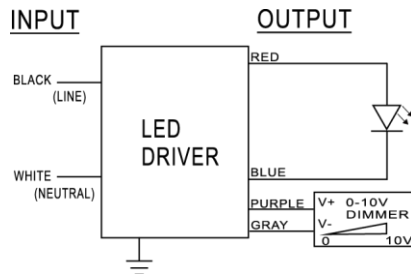 INPUT
OUTPUT
BLACK
(LINE)
WHITE
(NEUTRAL)
LED
DRIVER
RED
BLUE
PURPLE
GRAY
V+ 0-10V
DIMMER
V-
0 10V